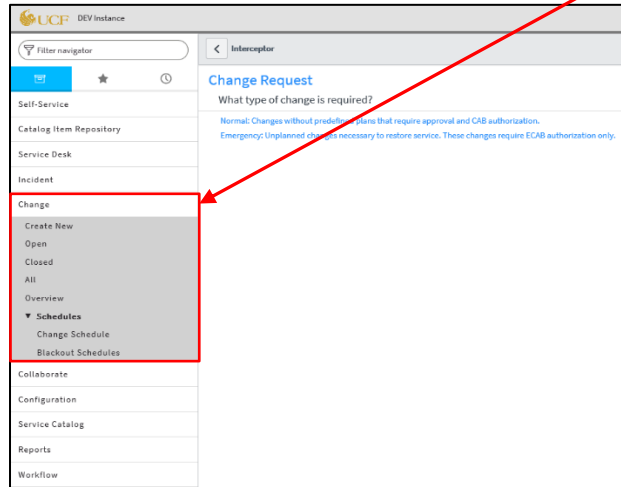 UCF DEV Instance
Filter navigator
Interceptor
Change Request
What type of change is required?
Normal: Changes without predefined plans that require approval and CAB authorization.
Emergency: Unplanned changes necessary to restore service. These changes require ECAB authorization only.
Self-Service
Catalog Item Repository
Service Desk
Incident
Change
Create New
Open
Closed
All
Overview
▼ Schedules
Change Schedule
Blackout Schedules
Collaborate
Configuration
Service Catalog
Reports
Workflow